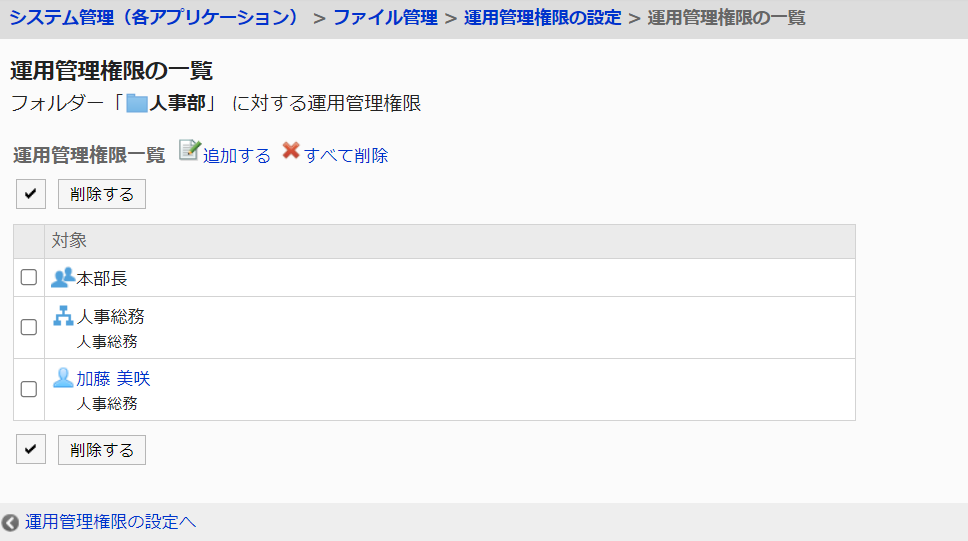 システム管理（各アプリケーション） > ファイル管理 > 運用管理権限の設定 > 運用管理権限の一覧
運用管理権限の一覧
フォルダー「人事部」 に対する運用管理権限
運用管理権限一覧 追加する すべて削除
削除する
対象
本部長
人事総務
人事総務
加藤 美咲
人事総務
削除する
運用管理権限の設定へ